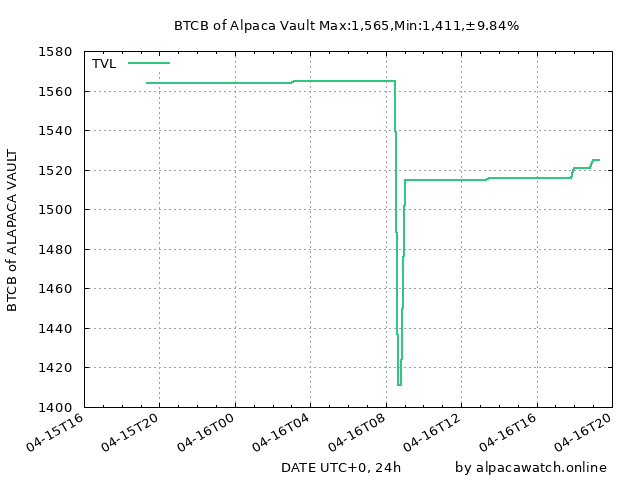 BTCB of Alpaca Vault Max:1,565,Min:1,411,±9.84%
TVL
1580
1560
1540
1520
1500
1480
1460
1440
1420
1400
BTCB of ALAPACA VAULT
04-15T16
04-15T20
04-16T00
04-16T04
04-16T08
04-16T12
04-16T16
04-16T20
DATE UTC+0, 24h
by alpacawatch.online